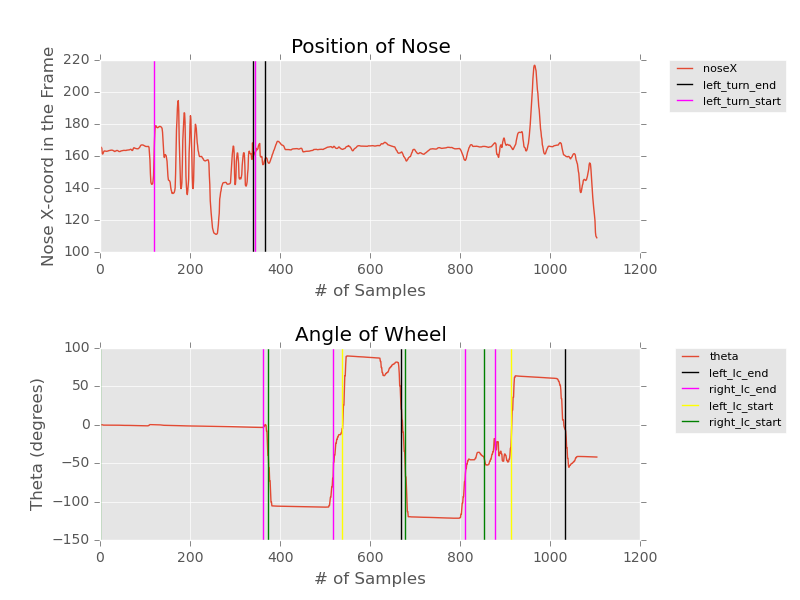 Position of Nose
220
200
180
160
140
120
100
Nose X-coord in the Frame
0 200 400 600 800 1000 1200
# of Samples
noseX
left_turn_end
left_turn_start
Angle of Wheel
100
50
0
−50
−100
−150
Theta (degrees)
0 200 400 600 800 1000 1200
# of Samples
theta
left_lc_end
right_lc_end
left_lc_start
right_lc_start